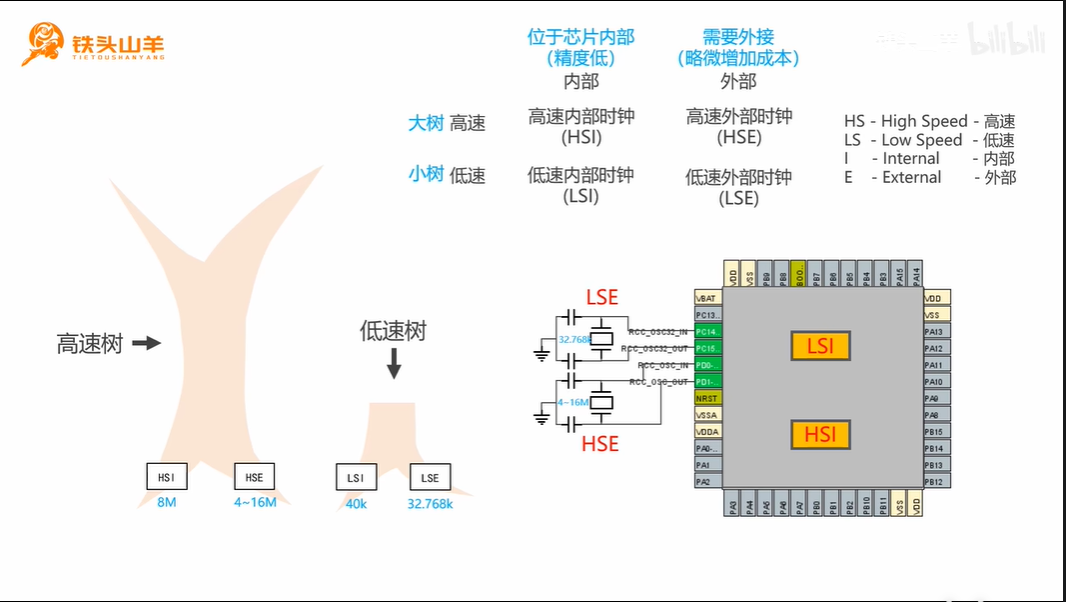 铁头山羊
TIETOUSHANYANG
bilibili
位于芯片内部
(精度低)
内部
需要外接
(略微增加成本)
外部
大树 高速
高速内部时钟
(HSI)
高速外部时钟
(HSE)
小树 低速
低速内部时钟
(LSI)
低速外部时钟
(LSE)
HS - High Speed - 高速
LS - Low Speed - 低速
I - Internal - 内部
E - External - 外部
高速树
低速树
HSI
8M
HSE
4~16M
LSI
40k
LSE
32.768k
LSE
32.768k
RCC_OSC32_IN
RCC_OSC32_OUT
RCC_OSC_IN
RCC_OSC_OUT
4~16M
HSE
VDD
VSS
PB9
PB8
BOO..
PB7
PB6
PB5
PB4
PB3
PA15
PA14
VBAT
PC13..
PC14..
PC15..
PD0-..
PD1-..
NRST
VSSA
VDDA
PA0-..
PA1
PA2
LSI
HSI
VDD
VSS
PA13
PA12
PA11
PA10
PA9
PA8
PB15
PB14
PB13
PB12
PA3
PA4
PA5
PA6
PA7
PB0
PB1
PB2
PB10
PB11
VSS
VDD